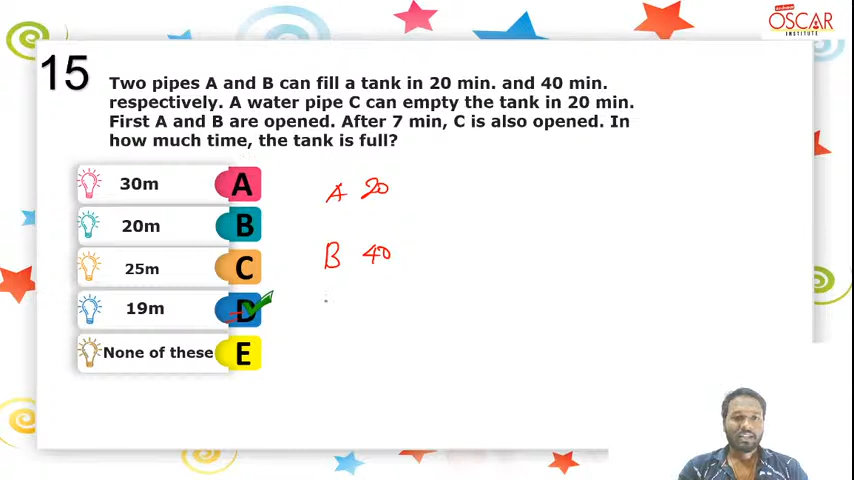 OSCAR
INSTITUTE
15
Two pipes A and B can fill a tank in 20 min. and 40 min.
respectively. A water pipe C can empty the tank in 20 min.
First A and B are opened. After 7 min, C is also opened. In
how much time, the tank is full?
30m A
20m B
25m C
19m D
None of these E
A 20
B 40